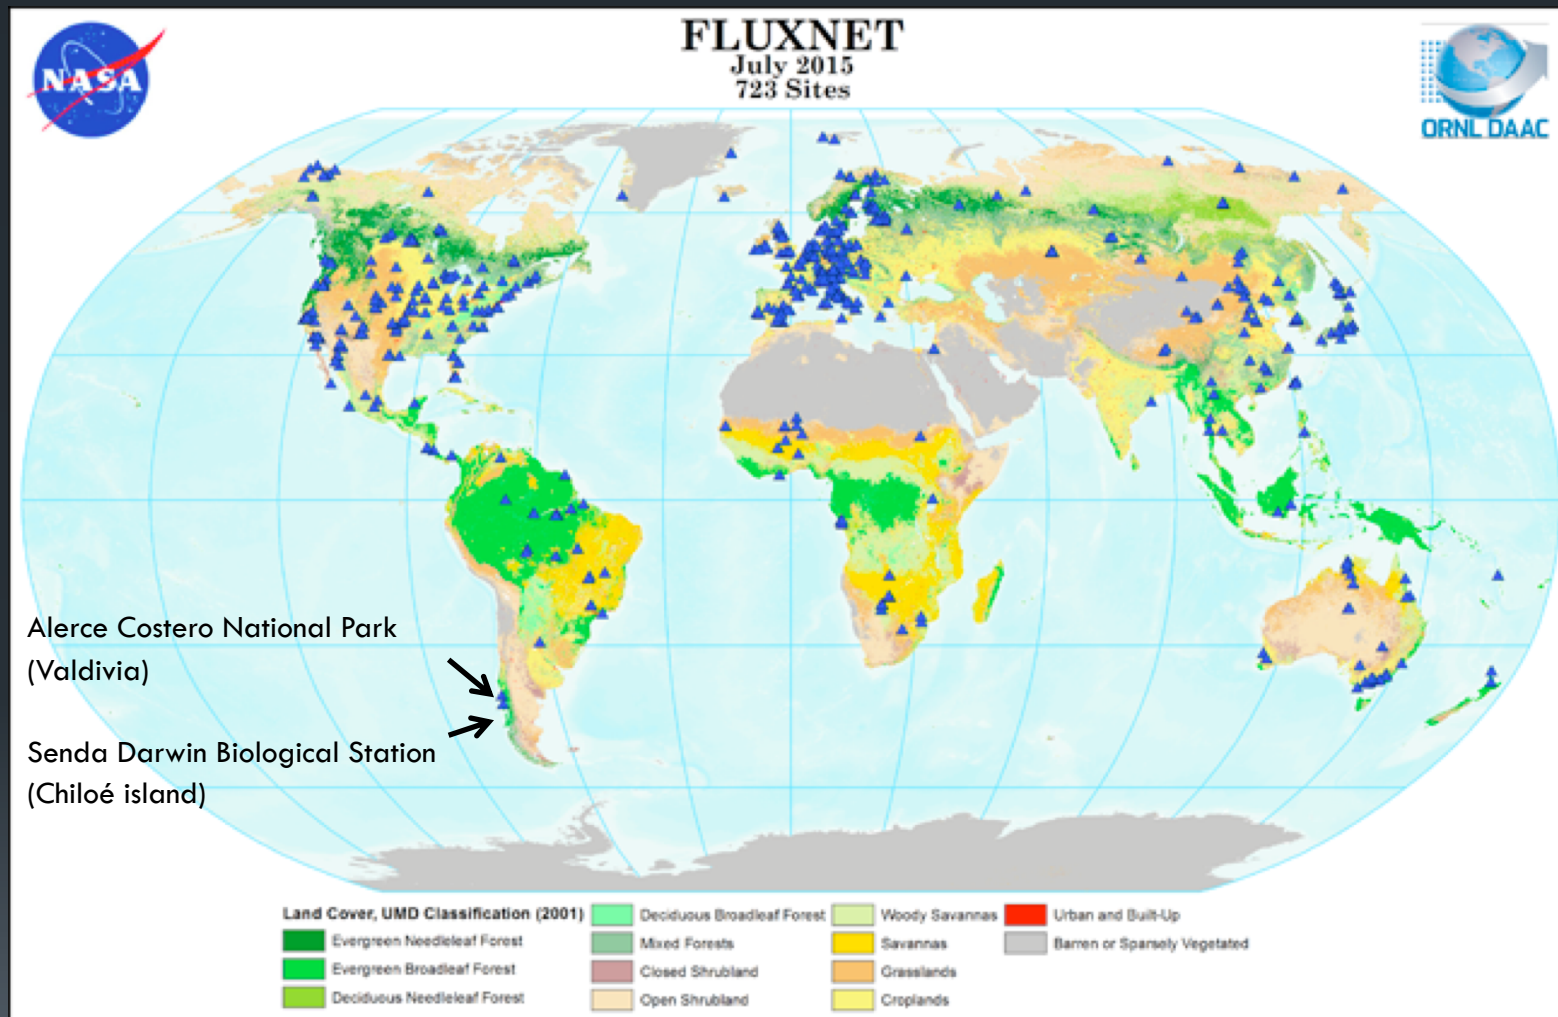 NASA
FLUXNET
July 2015
723 Sites
ORNL DAAC
Alerce Costero National Park
(Valdivia)
Senda Darwin Biological Station
(Chiloé island)
Land Cover, UMD Classification (2001)
Evergreen Needleleaf Forest
Evergreen Broadleaf Forest
Deciduous Needleleaf Forest
Deciduous Broadleaf Forest
Mixed Forests
Closed Shrubland
Open Shrubland
Woody Savannas
Savannas
Grasslands
Croplands
Urban and Built-Up
Barren or Sparsely Vegetated